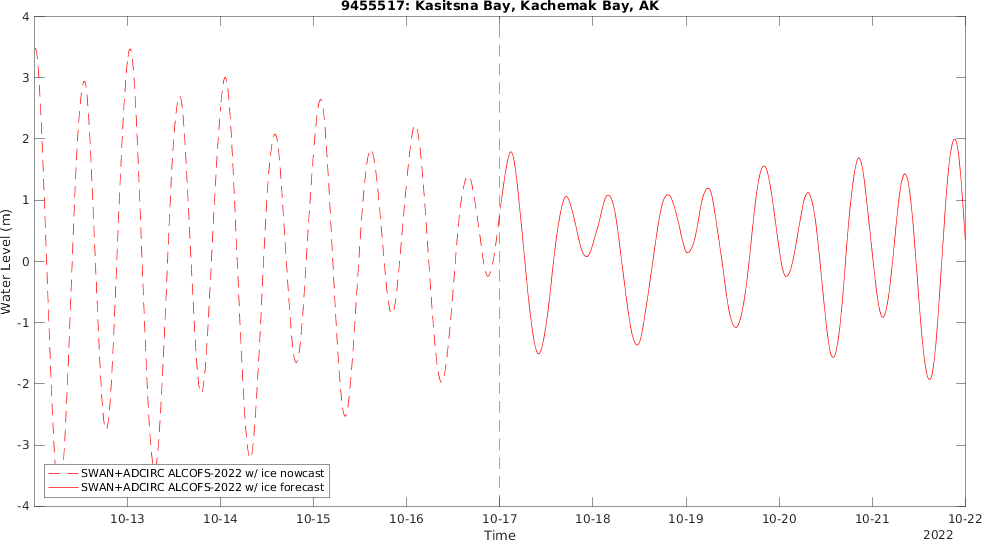 9455517: Kasitsna Bay, Kachemak Bay, AK
4
3
2
1
0
-1
-2
-3
-4
Water Level (m)
SWAN+ADCIRC ALCOFS-2022 w/ ice nowcast
SWAN+ADCIRC ALCOFS-2022 w/ ice forecast
10-13 10-14 10-15 10-16 10-17 10-18 10-19 10-20 10-21 10-22
Time
2022